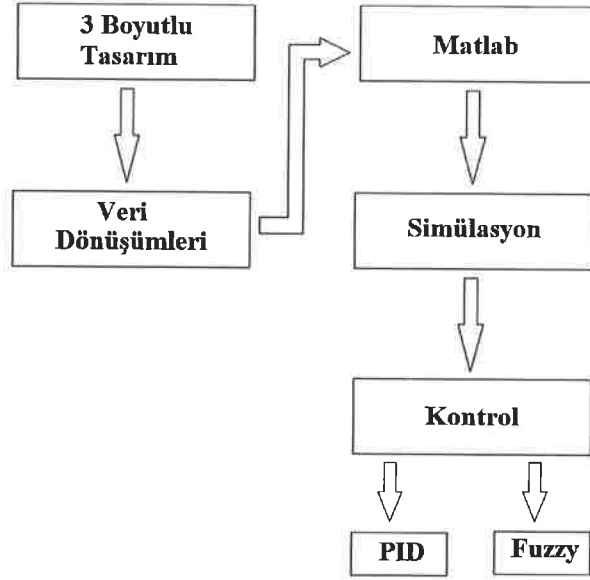 3 Boyutlu
Tasarım
Veri
Dönüşümleri
Matlab
Simülasyon
Kontrol
PID
Fuzzy